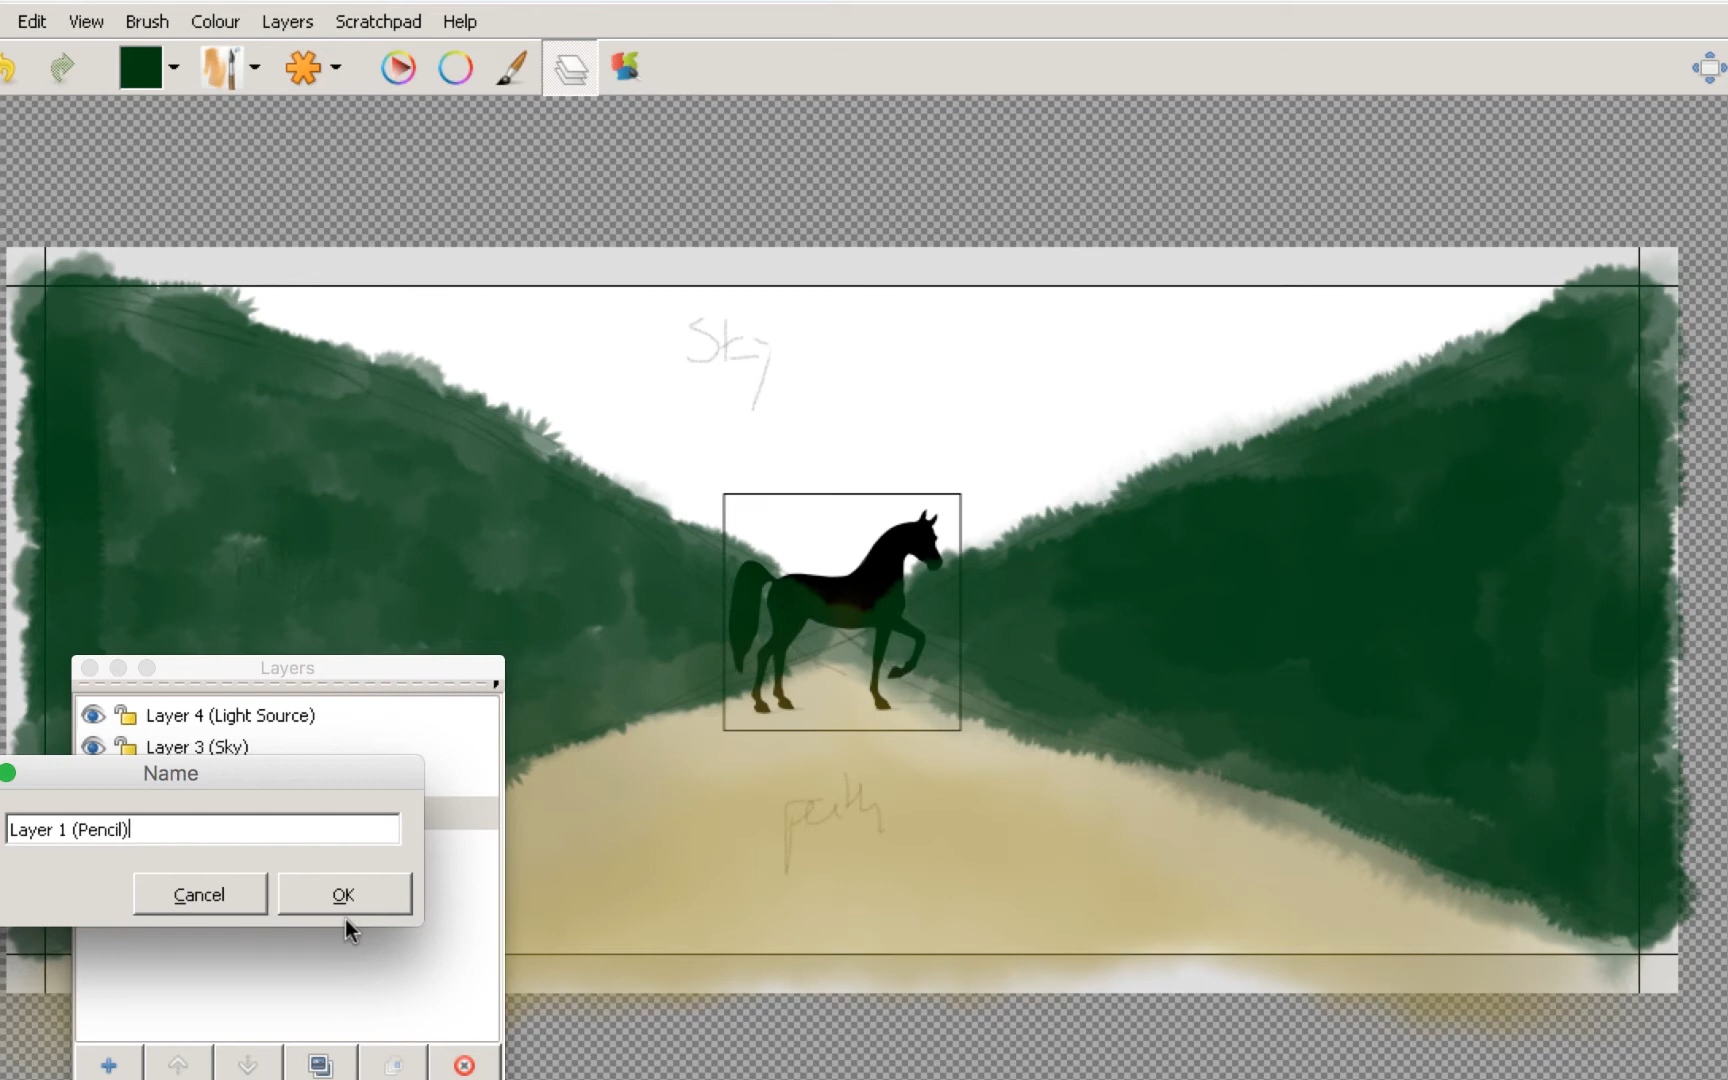 Edit View Brush Colour Layers Scratchpad Help
Sky
Layers
Layer 4 (Light Source)
Layer 3 (Sky)
Name
Layer 1 (Pencil)
path
Cancel OK